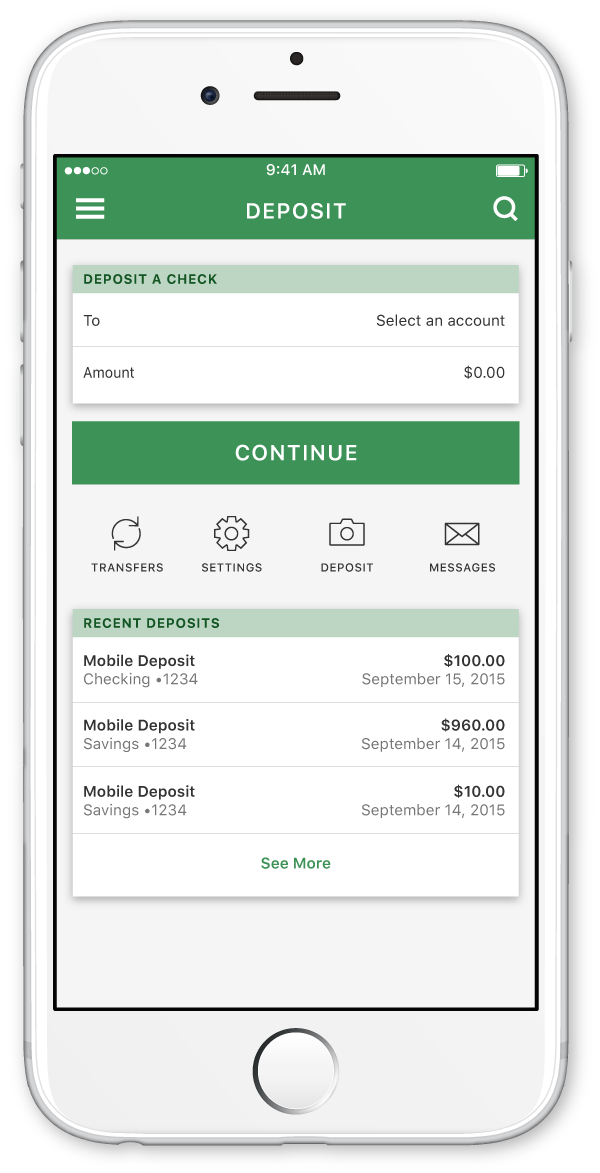 9:41 AM
DEPOSIT
DEPOSIT A CHECK
To Select an account
Amount $0.00
CONTINUE
TRANSFERS SETTINGS DEPOSIT MESSAGES
RECENT DEPOSITS
Mobile Deposit $100.00
Checking •1234 September 15, 2015
Mobile Deposit $960.00
Savings •1234 September 14, 2015
Mobile Deposit $10.00
Savings •1234 September 14, 2015
See More